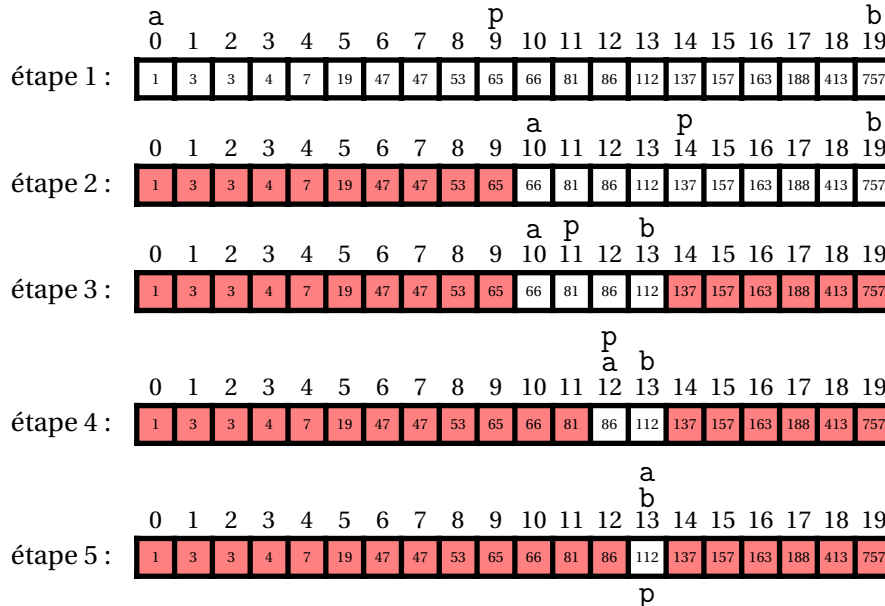 a p b
0 1 2 3 4 5 6 7 8 9 10 11 12 13 14 15 16 17 18 19
étape 1 : 1 3 3 4 7 19 47 47 53 65 66 81 86 112 137 157 163 188 413 757
a p b
0 1 2 3 4 5 6 7 8 9 10 11 12 13 14 15 16 17 18 19
étape 2 : 1 3 3 4 7 19 47 47 53 65 66 81 86 112 137 157 163 188 413 757
a p b
0 1 2 3 4 5 6 7 8 9 10 11 12 13 14 15 16 17 18 19
étape 3 : 1 3 3 4 7 19 47 47 53 65 66 81 86 112 137 157 163 188 413 757
p
a b
0 1 2 3 4 5 6 7 8 9 10 11 12 13 14 15 16 17 18 19
étape 4 : 1 3 3 4 7 19 47 47 53 65 66 81 86 112 137 157 163 188 413 757
a
b
0 1 2 3 4 5 6 7 8 9 10 11 12 13 14 15 16 17 18 19
étape 5 : 1 3 3 4 7 19 47 47 53 65 66 81 86 112 137 157 163 188 413 757
p